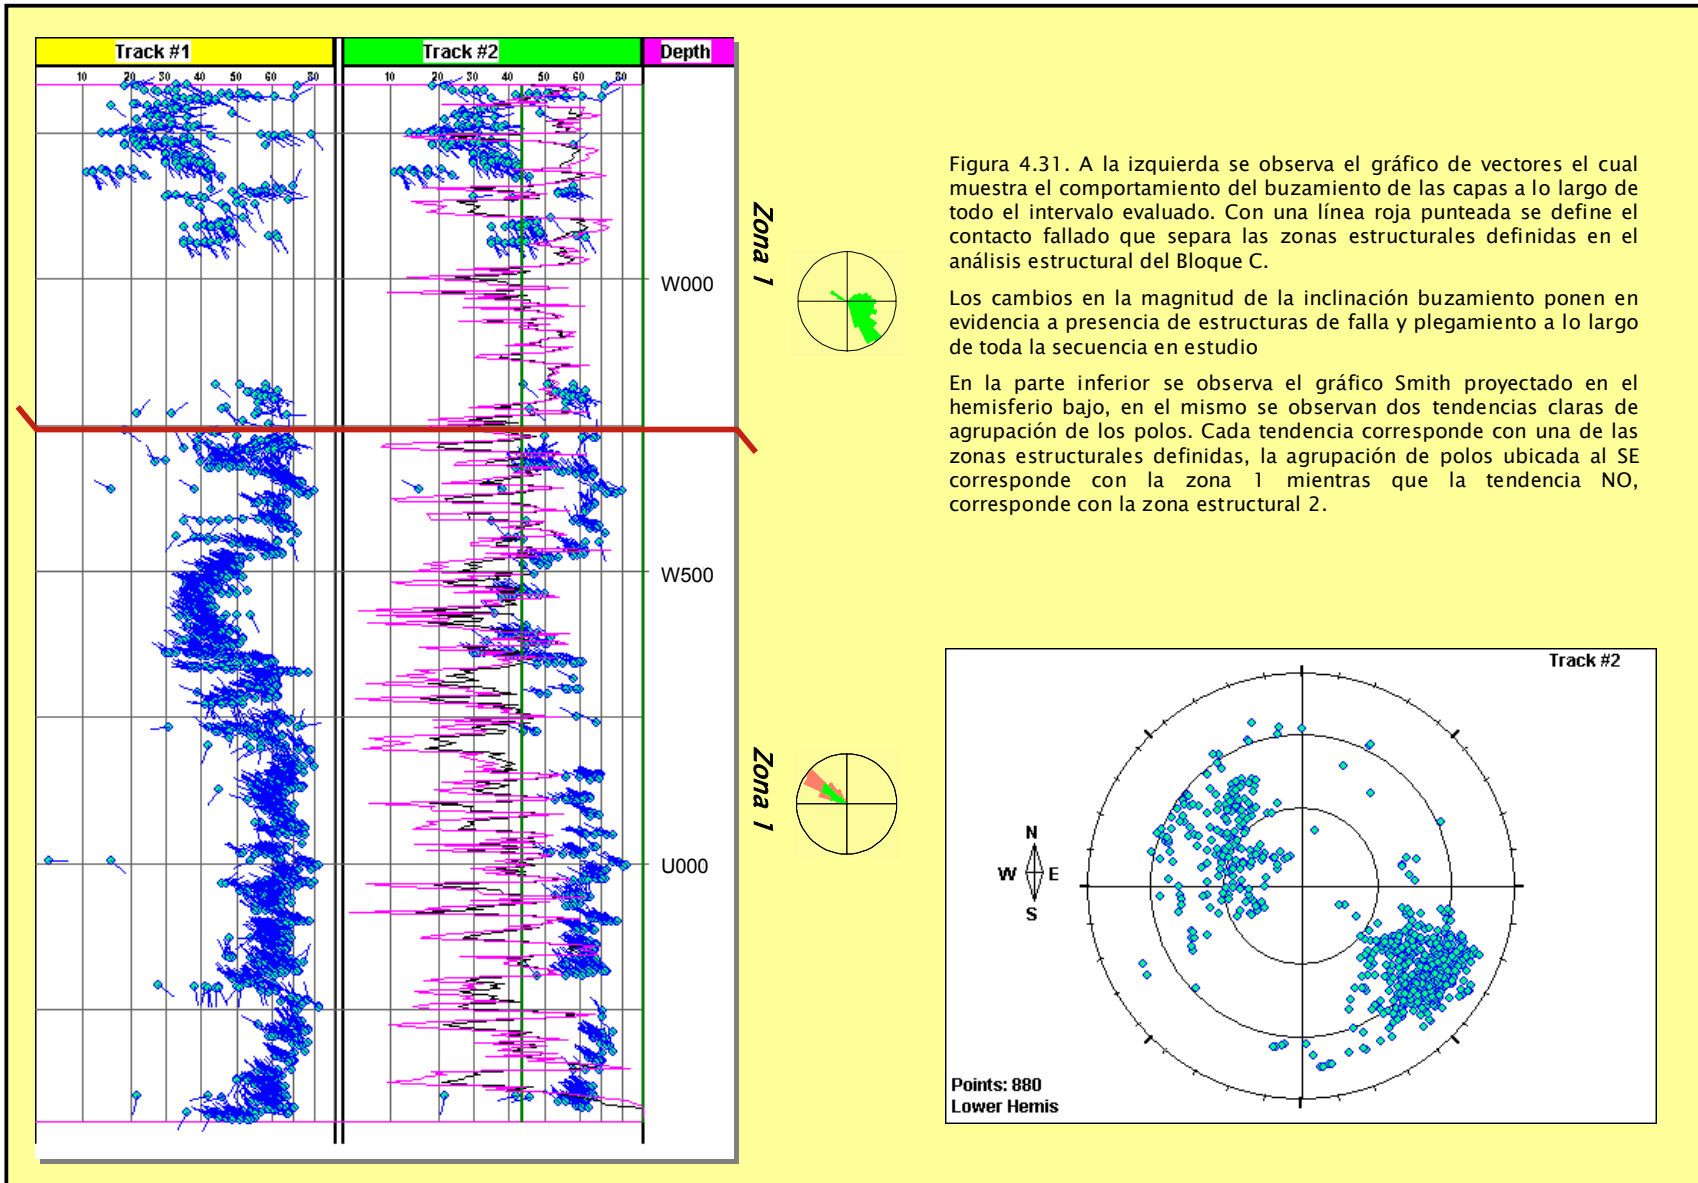 Track #1
Track #2
Depth
10 20 30 40 50 60 80
10 20 30 40 50 60 80
W000
W500
U000
Zona 1
Zona 1
Figura 4.31. A la izquierda se observa el gráfico de vectores el cual
muestra el comportamiento del buzamiento de las capas a lo largo de
todo el intervalo evaluado. Con una línea roja punteada se define el
contacto fallado que separa las zonas estructurales definidas en el
análisis estructural del Bloque C.
Los cambios en la magnitud de la inclinación buzamiento ponen en
evidencia a presencia de estructuras de falla y plegamiento a lo largo
de toda la secuencia en estudio
En la parte inferior se observa el gráfico Smith proyectado en el
hemisferio bajo, en el mismo se observan dos tendencias claras de
agrupación de los polos. Cada tendencia corresponde con una de las
zonas estructurales definidas, la agrupación de polos ubicada al SE
corresponde con la zona 1 mientras que la tendencia NO,
corresponde con la zona estructural 2.
Track #2
N
W E
S
Points: 880
Lower Hemis